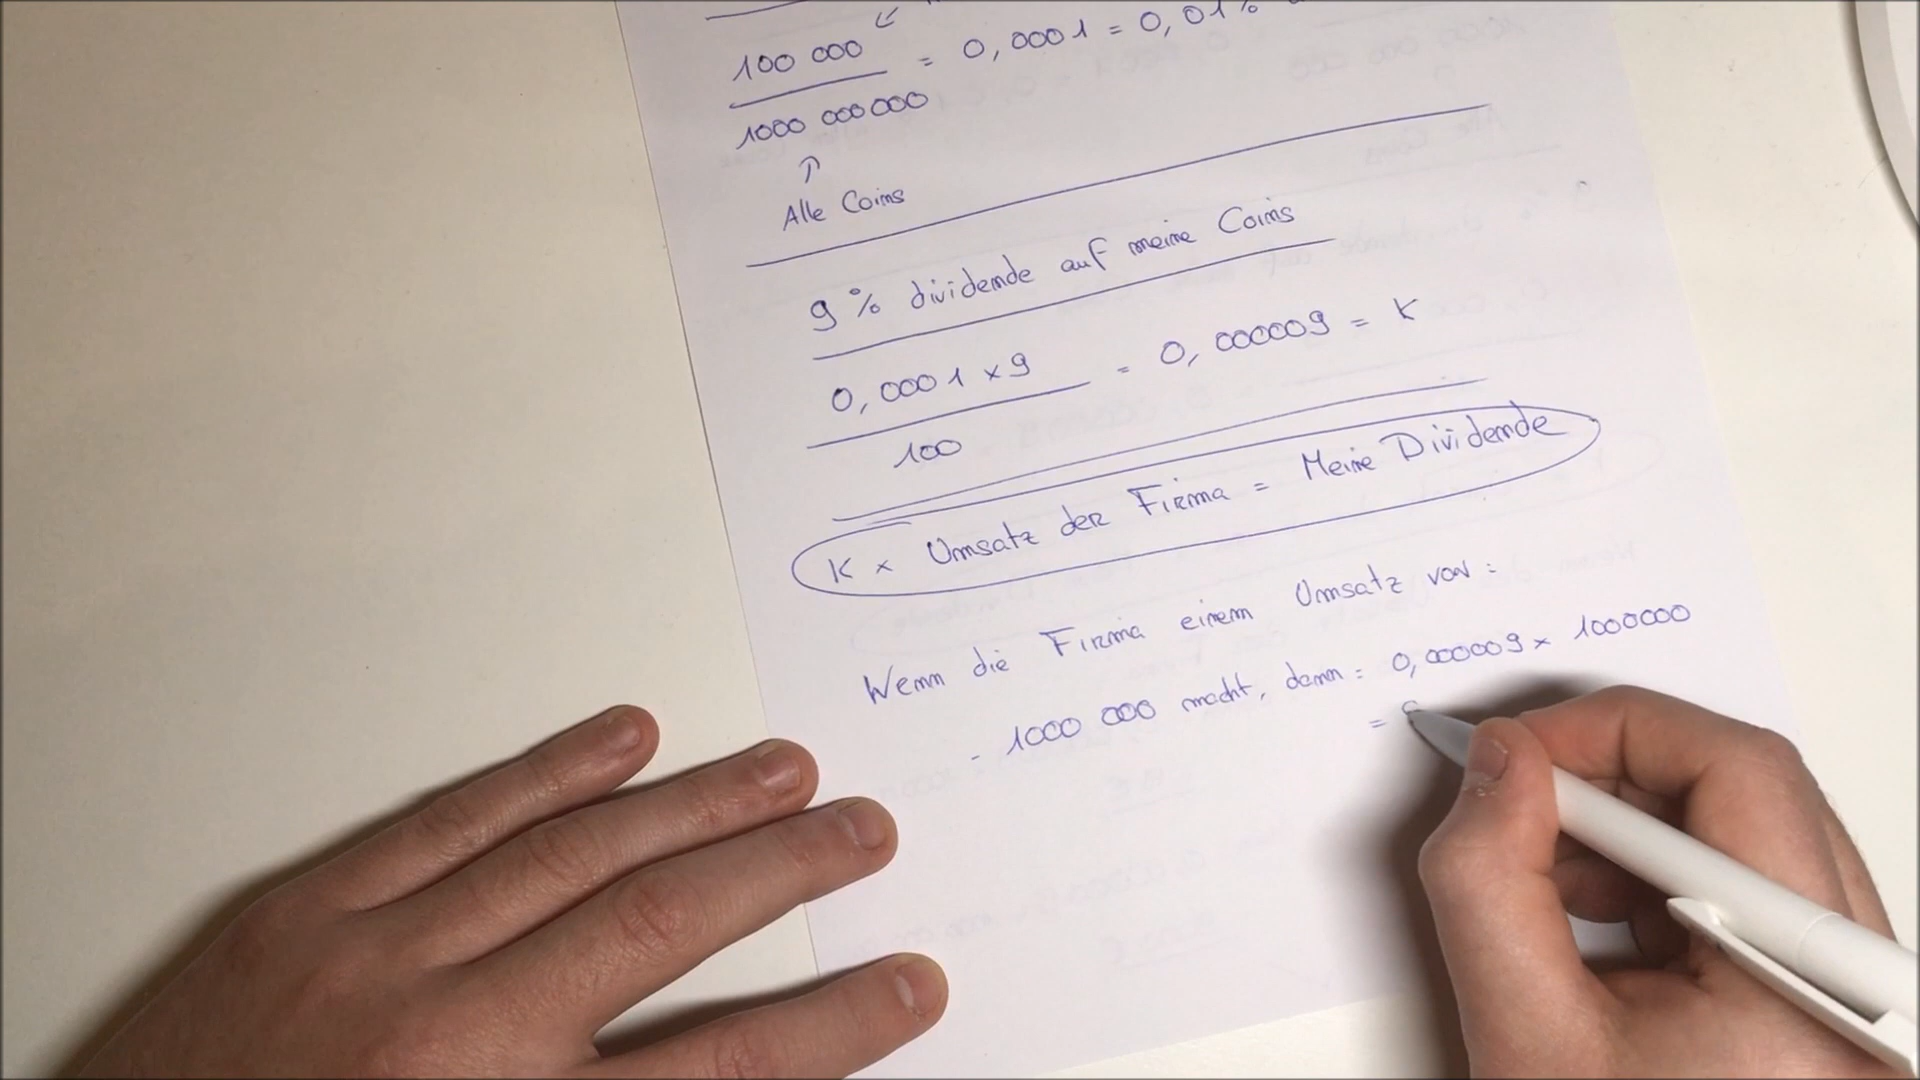 100 000 = 0,0001 = 0,01%
1000 000 000
Alle Coins
9 % dividende auf meine Coins
0,0001 x 9 = 0,000009 = K
100
K x Umsatz der Firma = Meine Dividende
Wenn die Firma einem Umsatz von :
- 1000 000 macht, dann = 0,000009 x 1000000
=